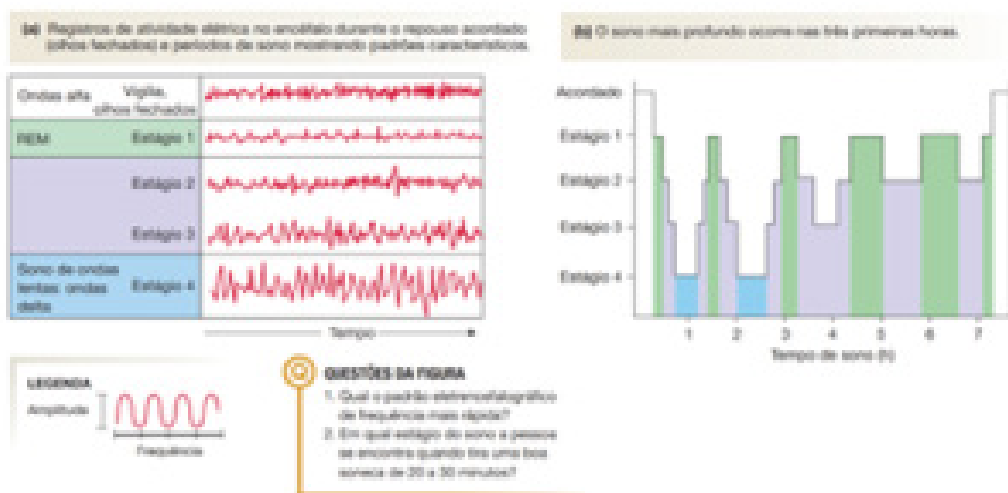 (a) Registros de atividade elétrica no encéfalo durante o repouso acordado
(olhos fechados) e períodos de sono mostrando padrões característicos.
Ondas alfa
Vigília,
olhos fechados
REM
Estágio 1
Estágio 2
Estágio 3
Sono de ondas
lentas: ondas
delta
Estágio 4
Tempo
(b) O sono mais profundo ocorre nas três primeiras horas.
Acordado
Estágio 1
Estágio 2
Estágio 3
Estágio 4
1 2 3 4 5 6 7
Tempo de sono (h)
LEGENDA
Amplitude
Frequência
QUESTÕES DA FIGURA
1. Qual o padrão eletrencefalográfico
de frequência mais rápida?
2. Em qual estágio do sono a pessoa
se encontra quando tira uma boa
soneca de 20 a 30 minutos?